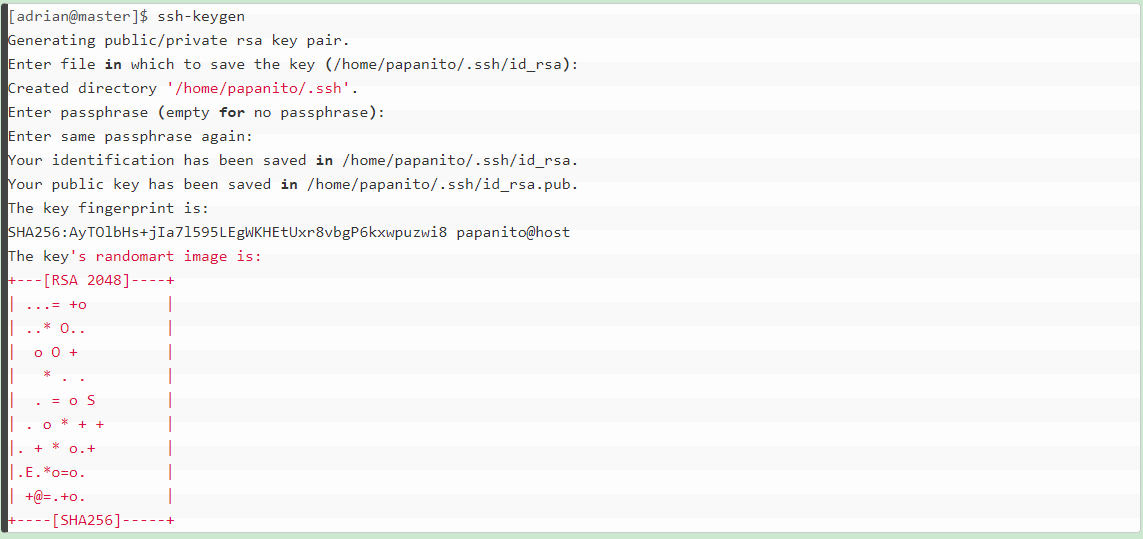 [adrian@master]$ ssh-keygen
Generating public/private rsa key pair.
Enter file in which to save the key (/home/papanito/.ssh/id_rsa):
Created directory '/home/papanito/.ssh'.
Enter passphrase (empty for no passphrase):
Enter same passphrase again:
Your identification has been saved in /home/papanito/.ssh/id_rsa.
Your public key has been saved in /home/papanito/.ssh/id_rsa.pub.
The key fingerprint is:
SHA256:AyTOlbHs+jIa7l595LEgWKHEtUxr8vbgP6kxwpuzwi8 papanito@host
The key's randomart image is:
+---[RSA 2048]----+
| ...= +o         |
| ..* O..         |
|  o O +          |
|   * . .         |
|  . = o S        |
| . o * + +       |
|. + * o.+        |
|.E.*o=o.         |
| +@=.+o.         |
+----[SHA256]-----+